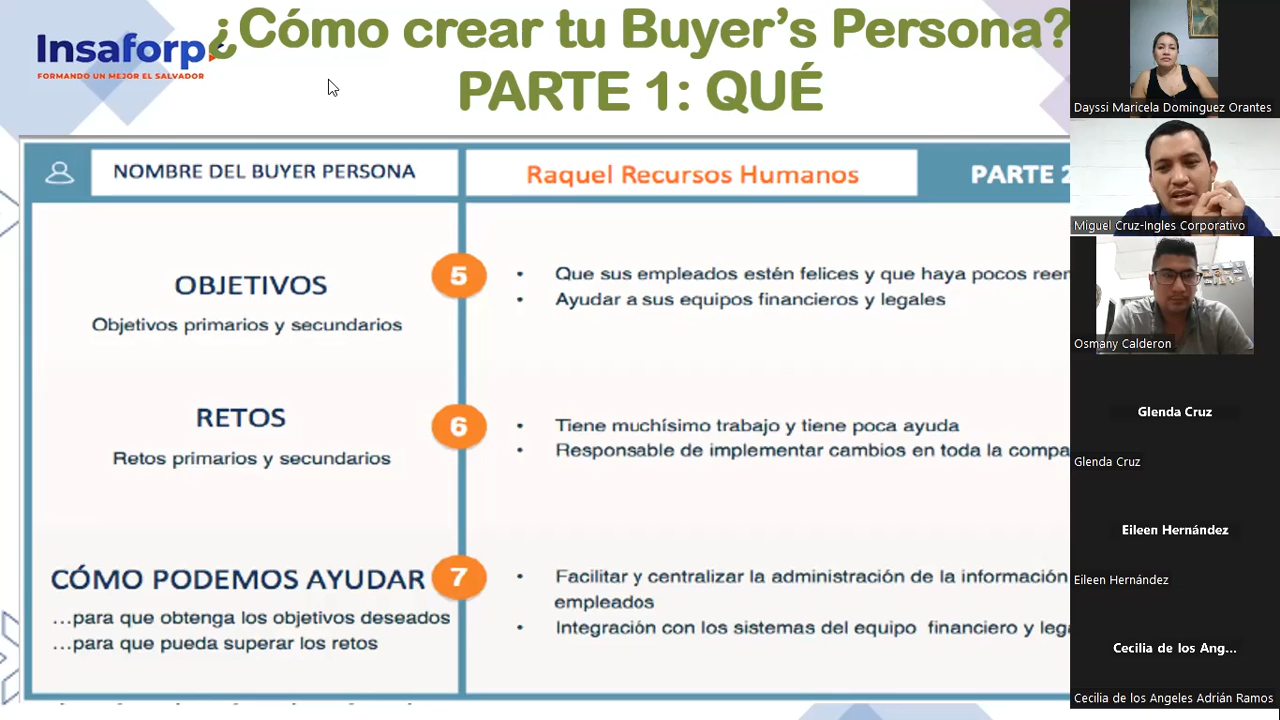 Insaforp
FORMANDO UN MEJOR EL SALVADOR
¿Cómo crear tu Buyer's Persona?
PARTE 1: QUÉ
NOMBRE DEL BUYER PERSONA
Raquel Recursos Humanos
PARTE 2
OBJETIVOS
Objetivos primarios y secundarios
5
• Que sus empleados estén felices y que haya pocos
• Ayudar a sus equipos financieros y legales
RETOS
Retos primarios y secundarios
6
• Tiene muchísimo trabajo y tiene poca ayuda
• Responsable de implementar cambios en toda la
CÓMO PODEMOS AYUDAR
...para que obtenga los objetivos deseados
...para que pueda superar los retos
7
• Facilitar y centralizar la administración de la información
empleados
• Integración con los sistemas del equipo financiero y
Dayssi Maricela Dominguez Orantes
Miguel Cruz-Ingles Corporativo
Osmany Calderon
Glenda Cruz
Glenda Cruz
Eileen Hernández
Eileen Hernández
Cecilia de los Ang...
Cecilia de los Angeles Adrián Ramos